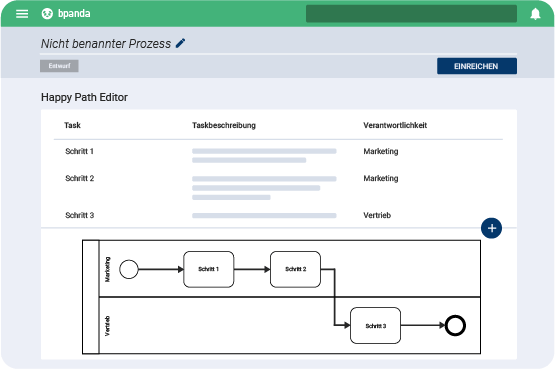 bpanda
Nicht benannter Prozess
Entwurf
EINREICHEN
Happy Path Editor
Task Taskbeschreibung Verantwortlichkeit
Schritt 1 Marketing
Schritt 2 Marketing
Schritt 3 Vertrieb
Marketing
Schritt 1
Schritt 2
Vertrieb
Schritt 3